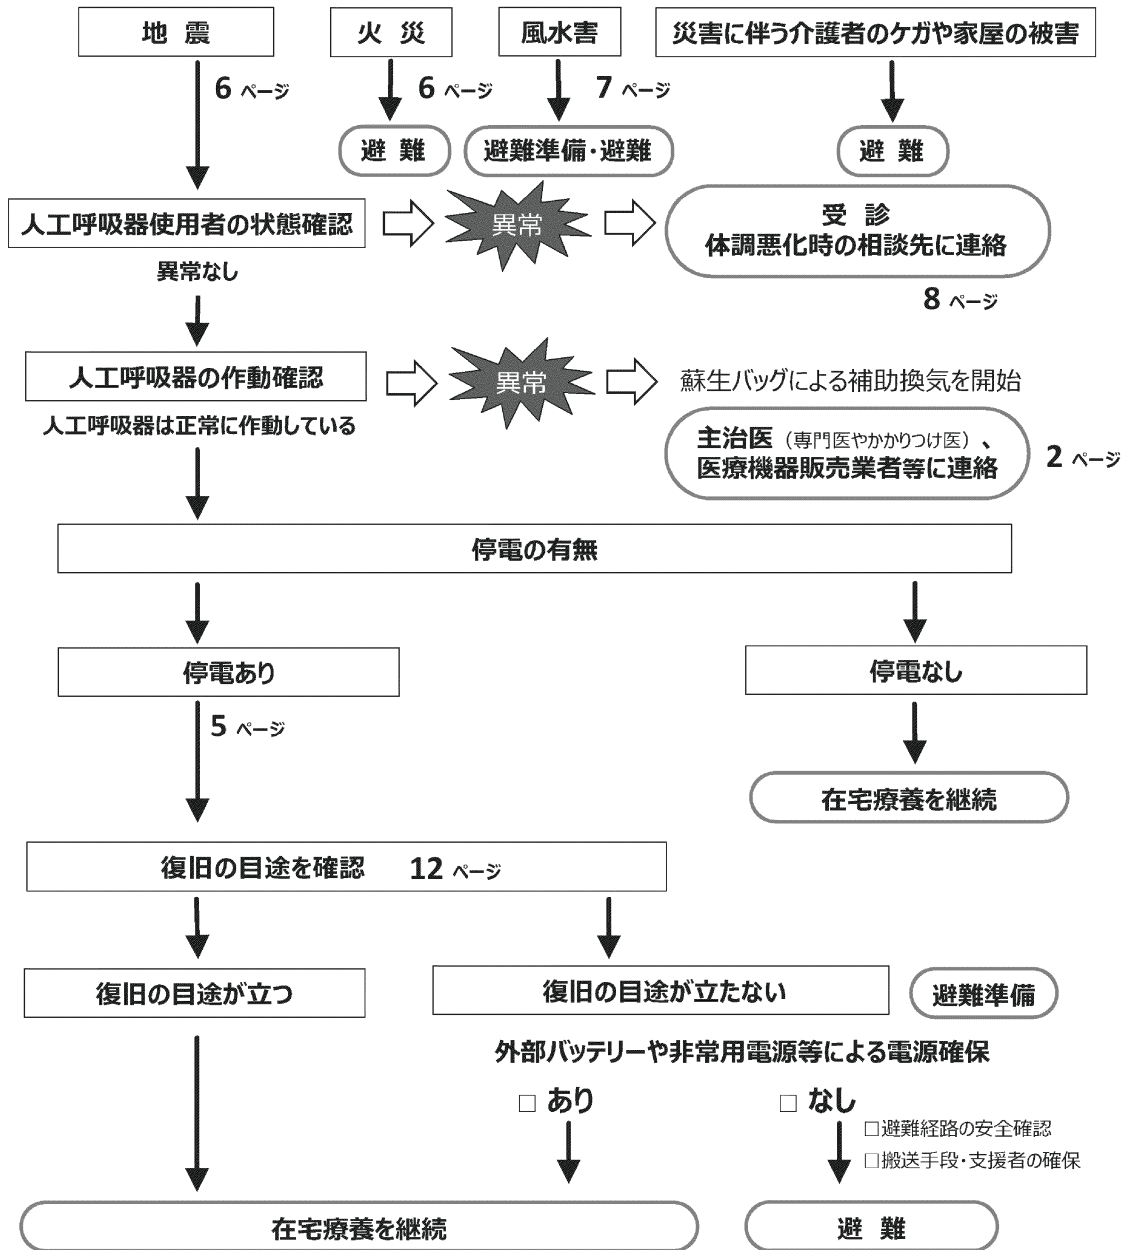 地 震
火 災
風水害
災害に伴う介護者のケガや家屋の被害
6 ページ
6 ページ
7 ページ
避 難
避難準備・避難
避 難
人工呼吸器使用者の状態確認
異常
受 診
体調悪化時の相談先に連絡
異常なし
8 ページ
人工呼吸器の作動確認
異常
蘇生バッグによる補助換気を開始
人工呼吸器は正常に作動している
主治医（専門医やかかりつけ医）、
医療機器販売業者等に連絡
2 ページ
停電の有無
停電あり
停電なし
5 ページ
在宅療養を継続
復旧の目途を確認 12 ページ
復旧の目途が立つ
復旧の目途が立たない
避難準備
外部バッテリーや非常用電源等による電源確保
□ あり
□ なし
□避難経路の安全確認
□搬送手段・支援者の確保
在宅療養を継続
避 難